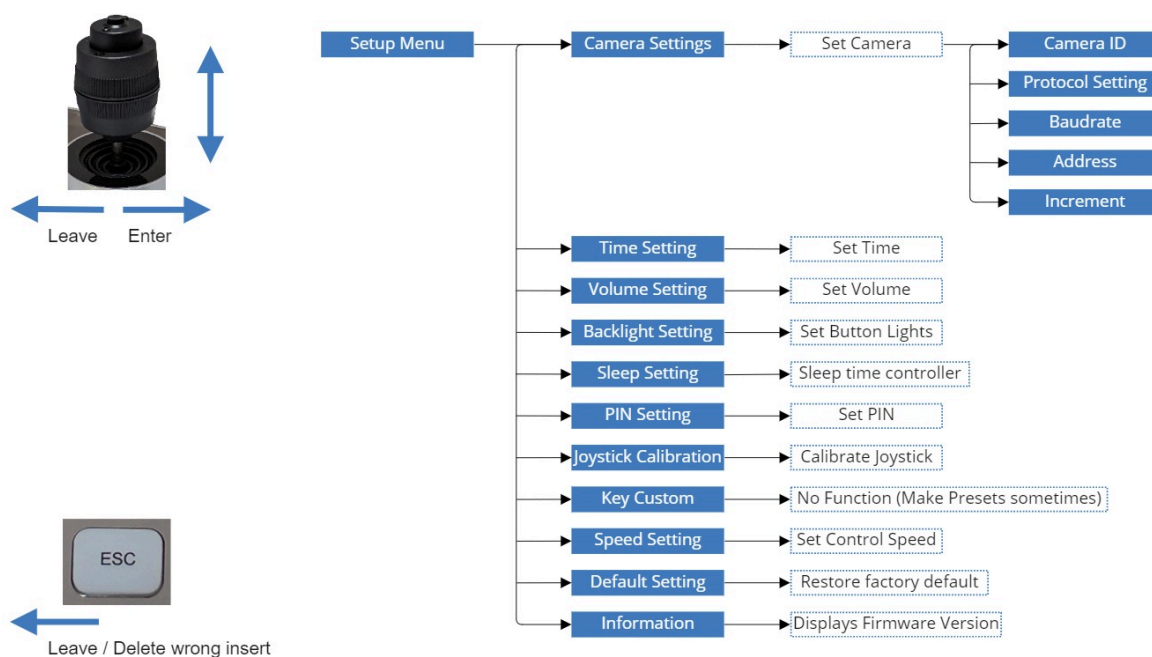 Setup Menu
Camera Settings
Set Camera
Camera ID
Protocol Setting
Baudrate
Address
Increment
Leave
Enter
Time Setting
Set Time
Volume Setting
Set Volume
Backlight Setting
Set Button Lights
Sleep Setting
Sleep time controller
PIN Setting
Set PIN
Joystick Calibration
Calibrate Joystick
Key Custom
No Function (Make Presets sometimes)
Speed Setting
Set Control Speed
Default Setting
Restore factory default
Information
Displays Firmware Version
ESC
Leave / Delete wrong insert